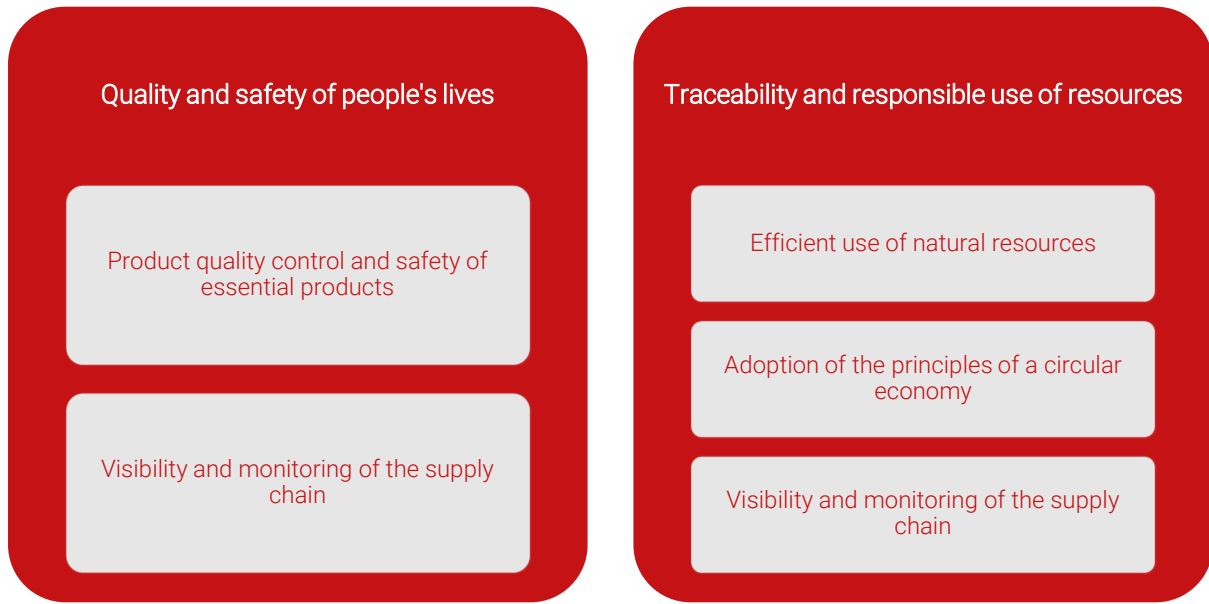 Quality and safety of people's lives
Product quality control and safety of
essential products
Visibility and monitoring of the supply
chain
Traceability and responsible use of resources
Efficient use of natural resources
Adoption of the principles of a circular
economy
Visibility and monitoring of the supply
chain